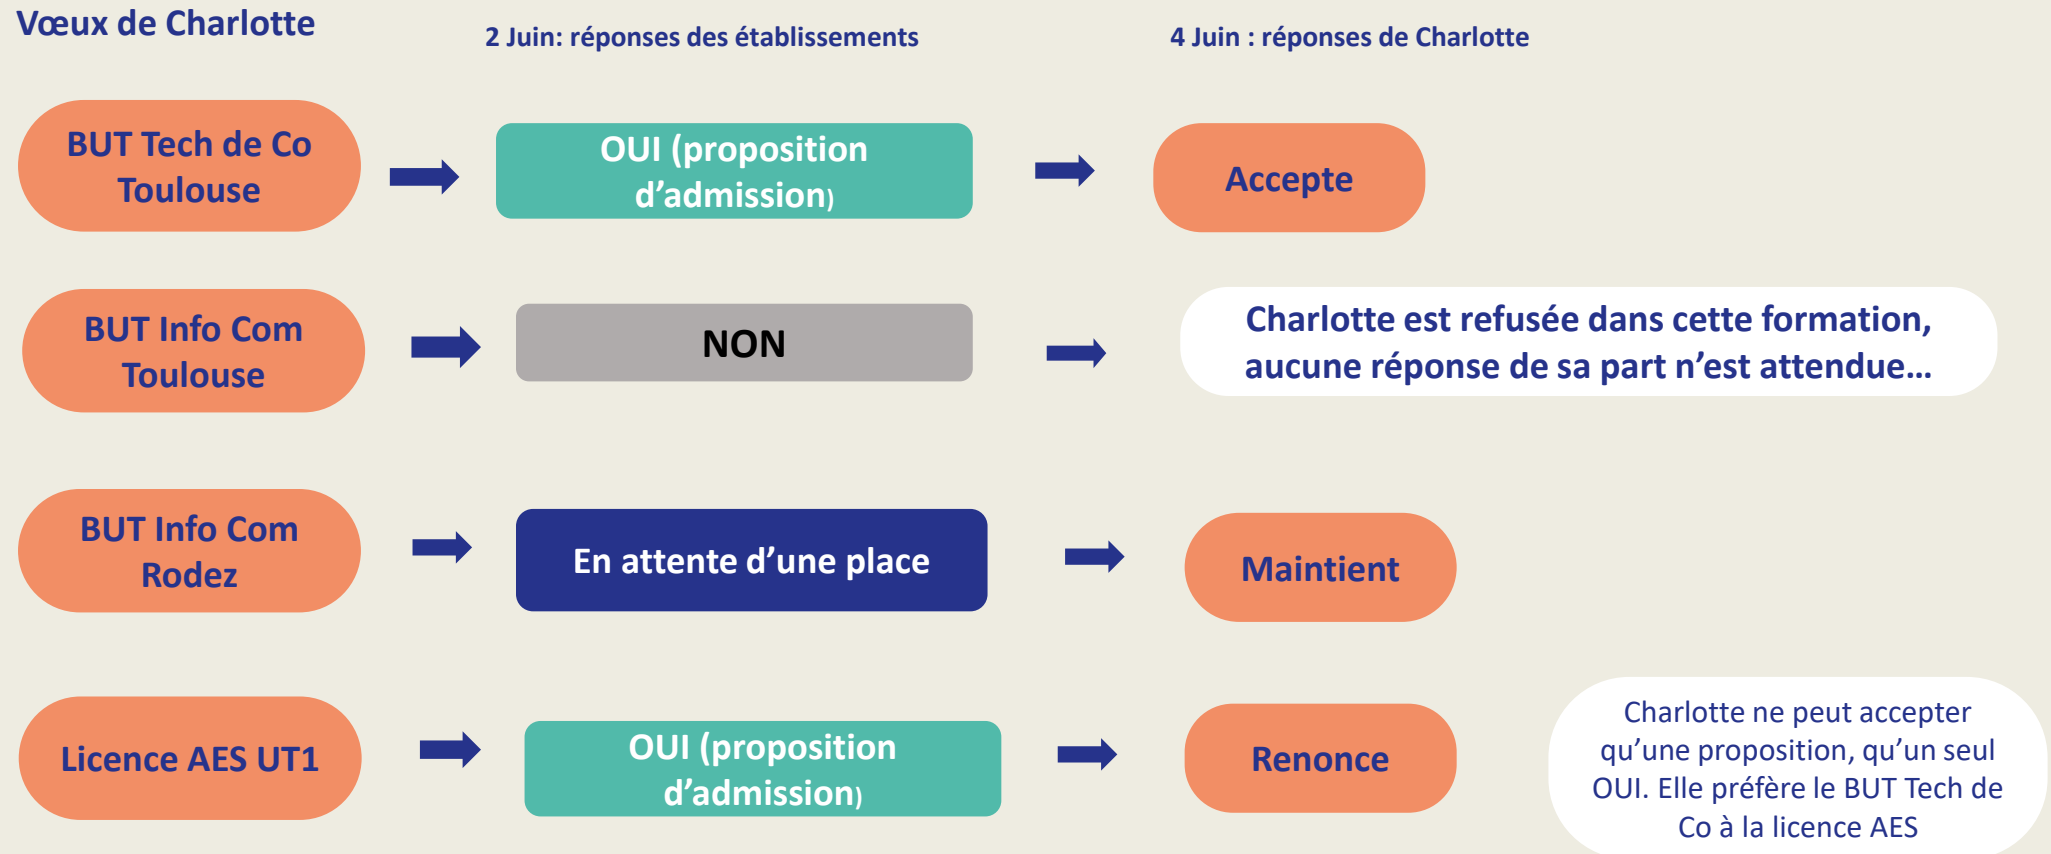 Vœux de Charlotte
2 Juin: réponses des établissements
4 Juin : réponses de Charlotte
BUT Tech de Co
Toulouse
OUI (proposition
d’admission)
Accepte
BUT Info Com
Toulouse
NON
Charlotte est refusée dans cette formation,
aucune réponse de sa part n’est attendue…
BUT Info Com
Rodez
En attente d’une place
Maintient
Licence AES UT1
OUI (proposition
d’admission)
Renonce
Charlotte ne peut accepter
qu’une proposition, qu’un seul
OUI. Elle préfère le BUT Tech de
Co à la licence AES